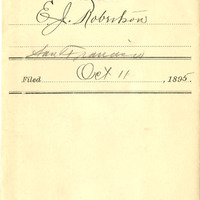 E. J. Robertson
San Francisco
Oct 11
Filed , 1895.